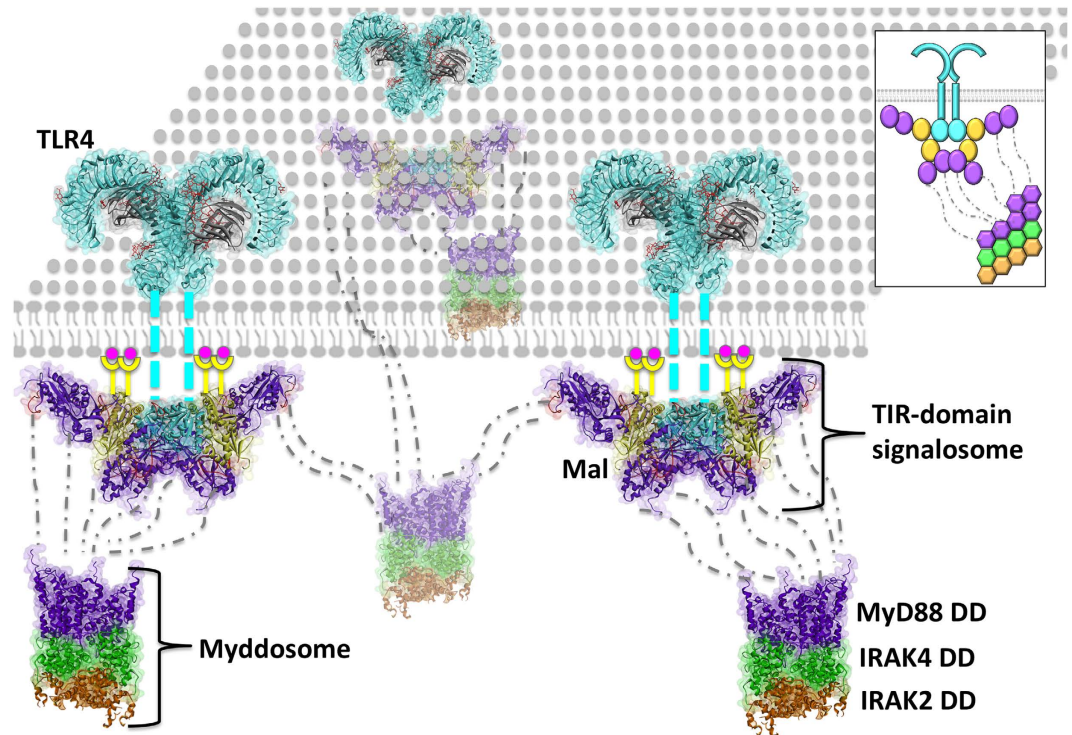 TLR4
TIR-domain
signalosome
Mal
MyD88 DD
Myddosome
IRAK4 DD
IRAK2 DD